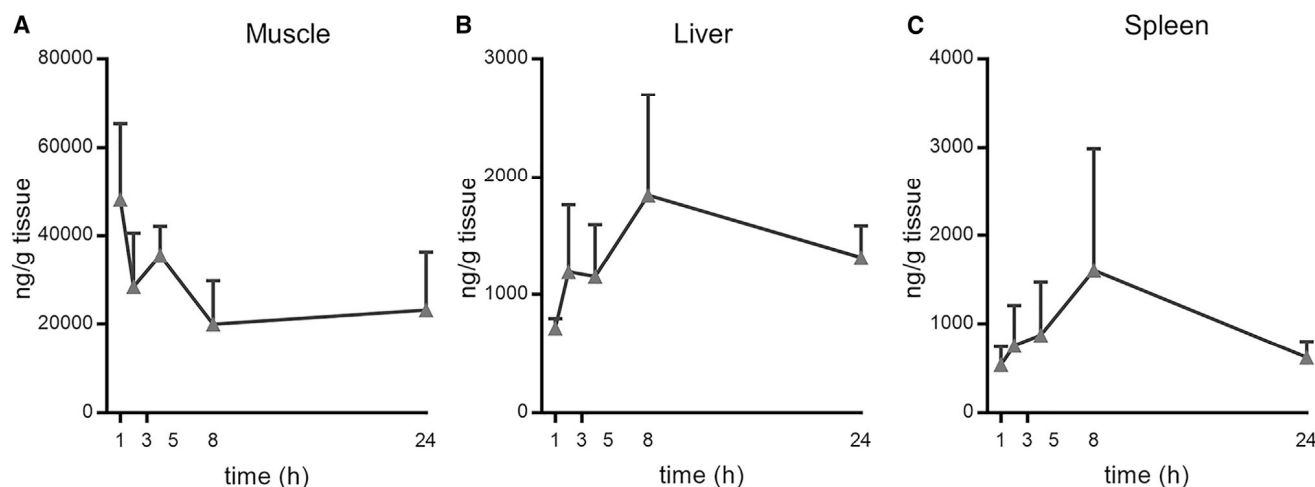 A
Muscle
80000
60000
40000
20000
0
ng/g tissue
1 3 5 8 24
time (h)
B
Liver
3000
2000
1000
0
ng/g tissue
1 3 5 8 24
time (h)
C
Spleen
4000
3000
2000
1000
0
ng/g tissue
1 3 5 8 24
time (h)